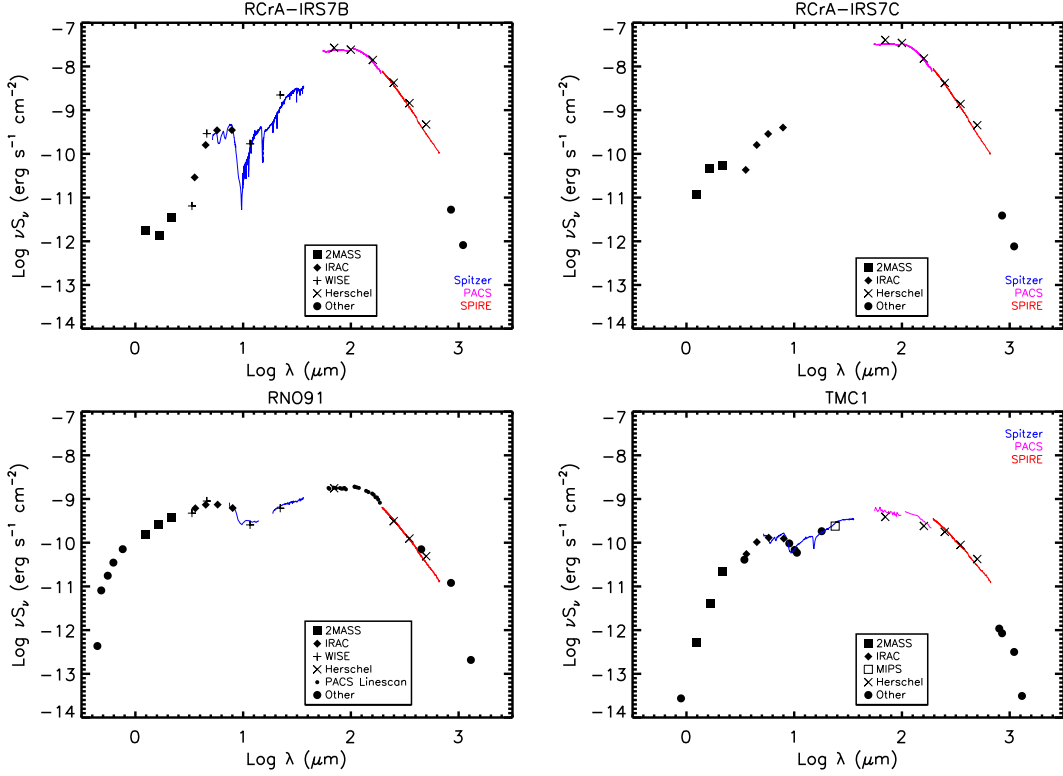 RCrA-IRS7B
Log νSν (erg s⁻¹ cm⁻²)
-7
-8
-9
-10
-11
-12
-13
-14
2MASS
IRAC
WISE
Herschel
Other
Spitzer
PACS
SPIRE
0 1 2 3
Log λ (μm)
RCrA-IRS7C
Log νSν (erg s⁻¹ cm⁻²)
-7
-8
-9
-10
-11
-12
-13
-14
2MASS
IRAC
Herschel
Other
Spitzer
PACS
SPIRE
0 1 2 3
Log λ (μm)
RNO91
Log νSν (erg s⁻¹ cm⁻²)
-7
-8
-9
-10
-11
-12
-13
-14
2MASS
IRAC
WISE
Herschel
PACS Linescan
Other
0 1 2 3
Log λ (μm)
TMC1
Log νSν (erg s⁻¹ cm⁻²)
-7
-8
-9
-10
-11
-12
-13
-14
Spitzer
PACS
SPIRE
2MASS
IRAC
MIPS
Herschel
Other
0 1 2 3
Log λ (μm)